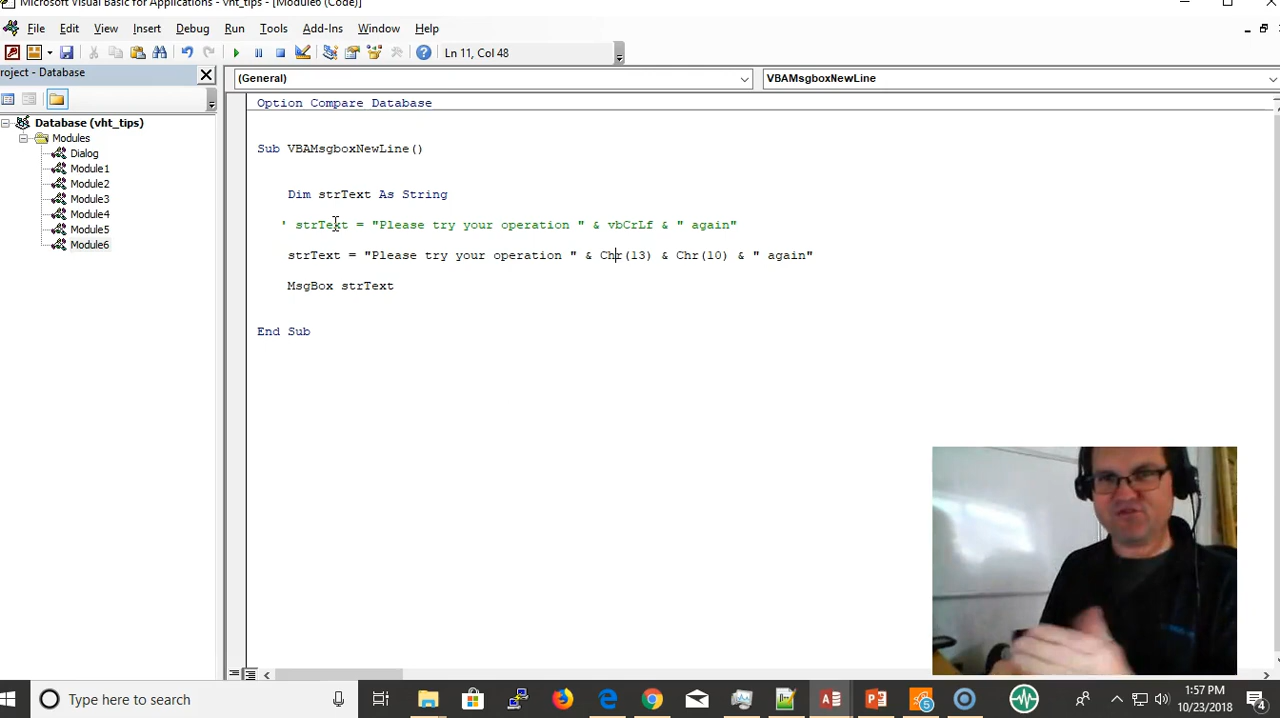 Microsoft Visual Basic for Applications - vht_tips - [Module6 (Code)]
File Edit View Insert Format Debug Run Tools Add-Ins Window Help
Ln 11, Col 48
roject - Database
(General)
VBAMsgboxNewLine
Database (vht_tips)
Modules
Dialog
Module1
Module2
Module3
Module4
Module5
Module6
Option Compare Database
Sub VBAMsgboxNewLine()
Dim strText As String
' strText = "Please try your operation " & vbCrLf & " again"
strText = "Please try your operation " & Chr(13) & Chr(10) & " again"
MsgBox strText
End Sub
Type here to search
5
1:57 PM
10/23/2018
4